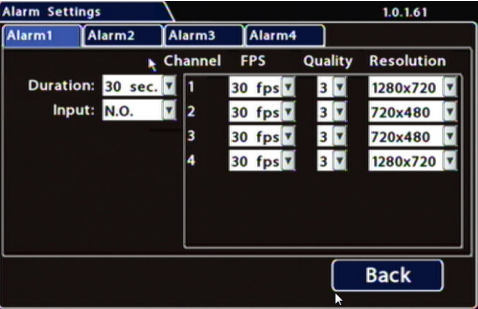 Alarm Settings 1.0.1.61
Alarm1 Alarm2 Alarm3 Alarm4
Channel FPS Quality Resolution
Duration: 30 sec. 1 30 fps 3 1280x720
Input: N.O. 2 30 fps 3 720x480
3 30 fps 3 720x480
4 30 fps 3 1280x720
Back